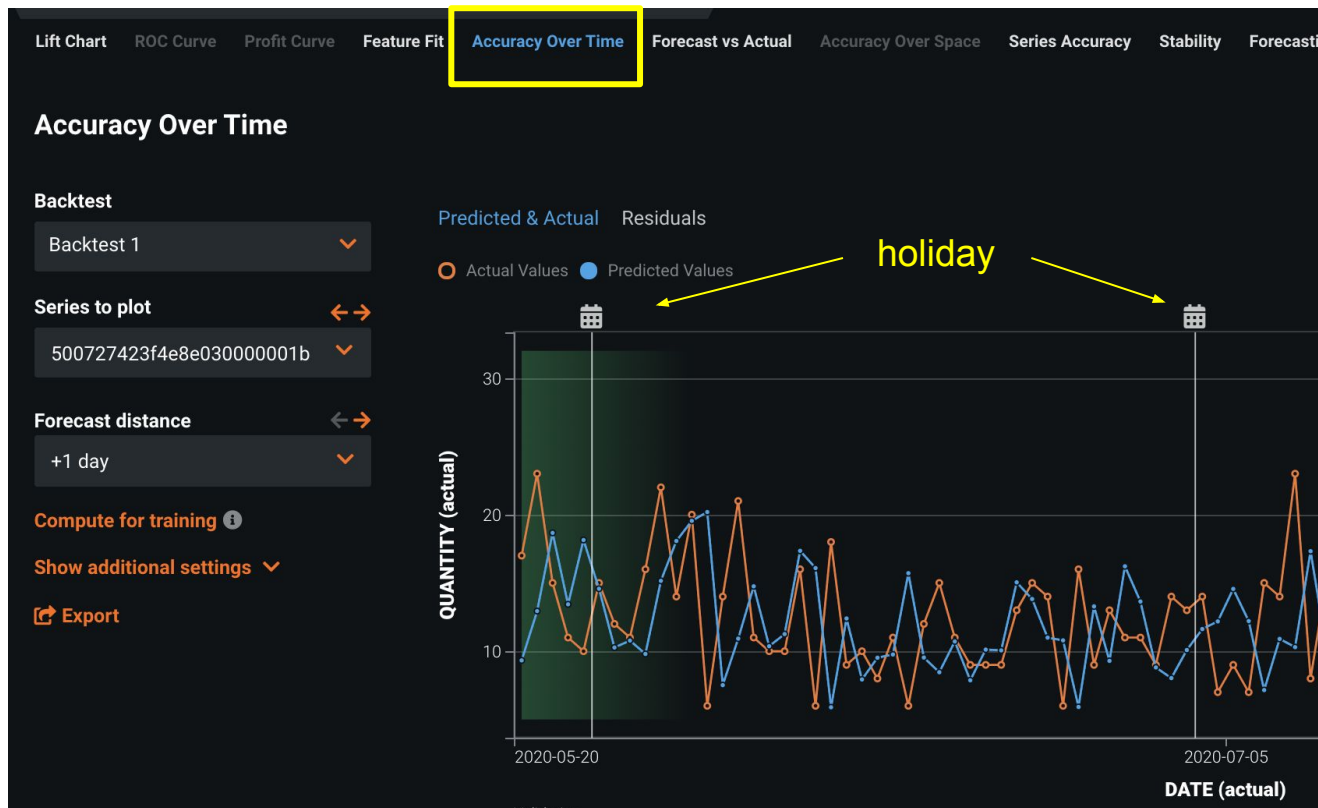 Lift Chart ROC Curve Profit Curve Feature Fit Accuracy Over Time Forecast vs Actual Accuracy Over Space Series Accuracy Stability Forecasti
Accuracy Over Time
Backtest
Backtest 1
Series to plot
500727423f4e8e030000001b
Forecast distance
+1 day
Compute for training
Show additional settings
Export
Predicted & Actual Residuals
holiday
Actual Values Predicted Values
30
20
10
QUANTITY (actual)
2020-05-20 2020-07-05
DATE (actual)